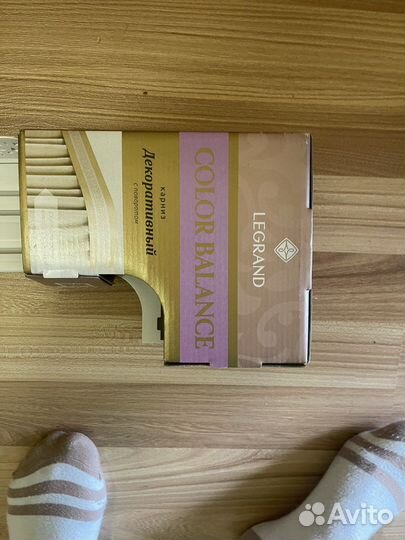 LEGRAND
COLOR BALANCE
карниз
Декоративный
с поворотом
Avito